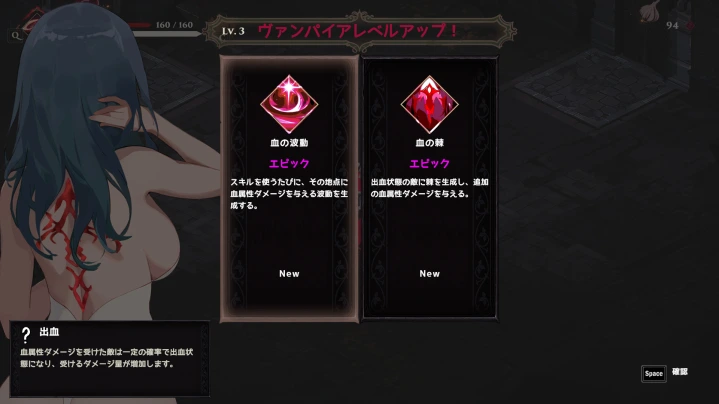 160 / 160
94
Q
Lv. 3 ヴァンパイアレベルアップ！
血の波動
エピック
スキルを使うたびに、その地点に
血属性ダメージを与える波動を生
成する。
New
血の棘
エピック
出血状態の敵に棘を生成し、追加
の血属性ダメージを与える。
New
? 出血
血属性ダメージを受けた敵は一定の確率で出血状
態になり、受けるダメージ量が増加します。
Space 確認